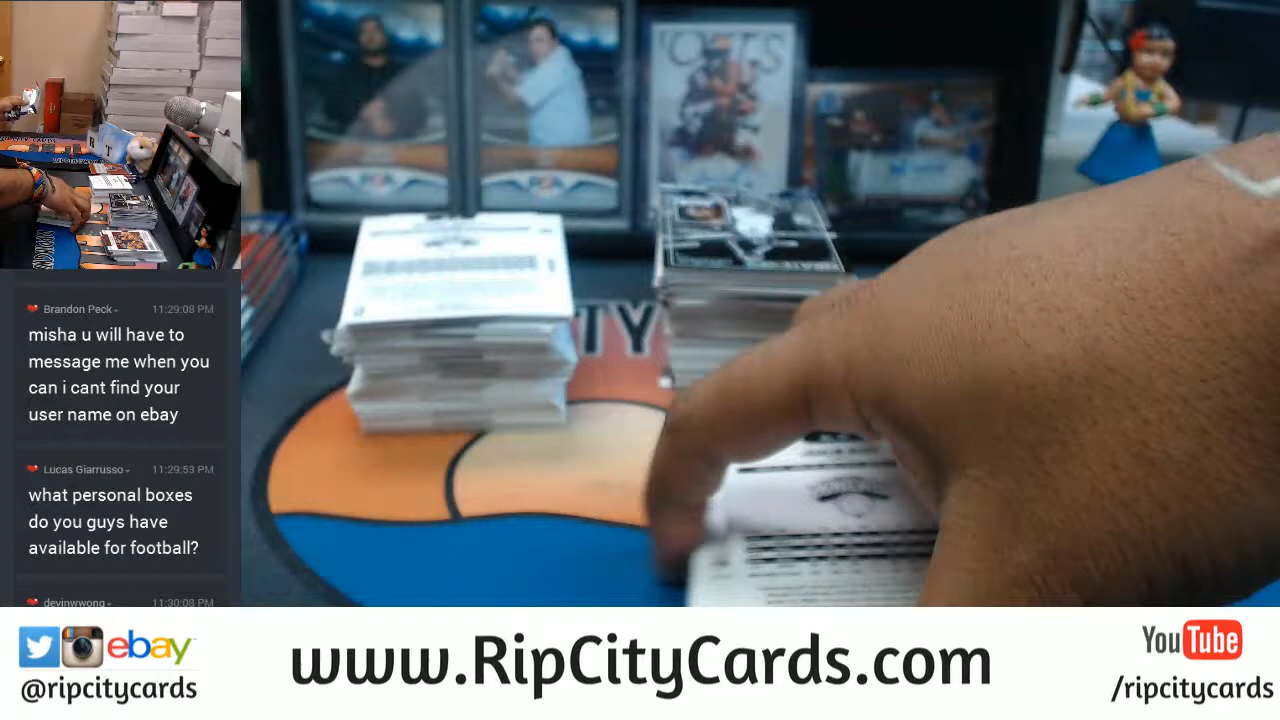 Brandon Peck 11:29:08 PM
misha u will have to
message me when you
can i cant find your
user name on ebay
Lucas Giarrusso 11:29:53 PM
what personal boxes
do you guys have
available for football?
devinwwong 11:30:08 PM
TY
ebay
@ripcitycards
www.RipCityCards.com
YouTube
/ripcitycards